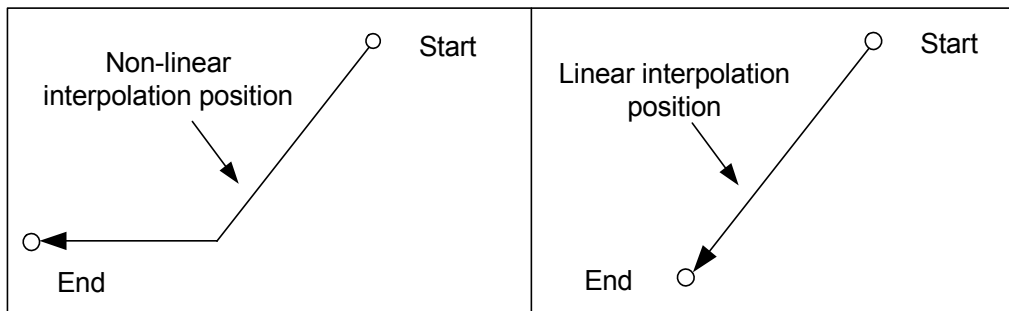 Non-linear
interpolation position
Start
End
Linear interpolation
position
Start
End